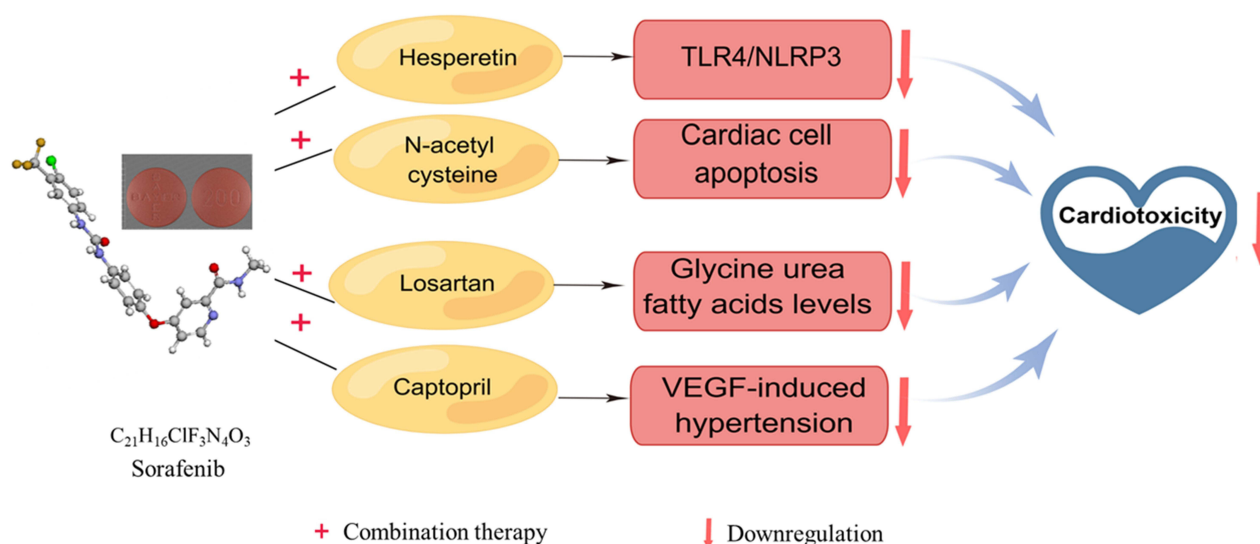 Hesperetin
TLR4/NLRP3
N-acetyl
cysteine
Cardiac cell
apoptosis
Cardiotoxicity
Losartan
Glycine urea
fatty acids levels
Captopril
VEGF-induced
hypertension
C₂₁H₁₆ClF₃N₄O₃
Sorafenib
+ Combination therapy
Downregulation
200